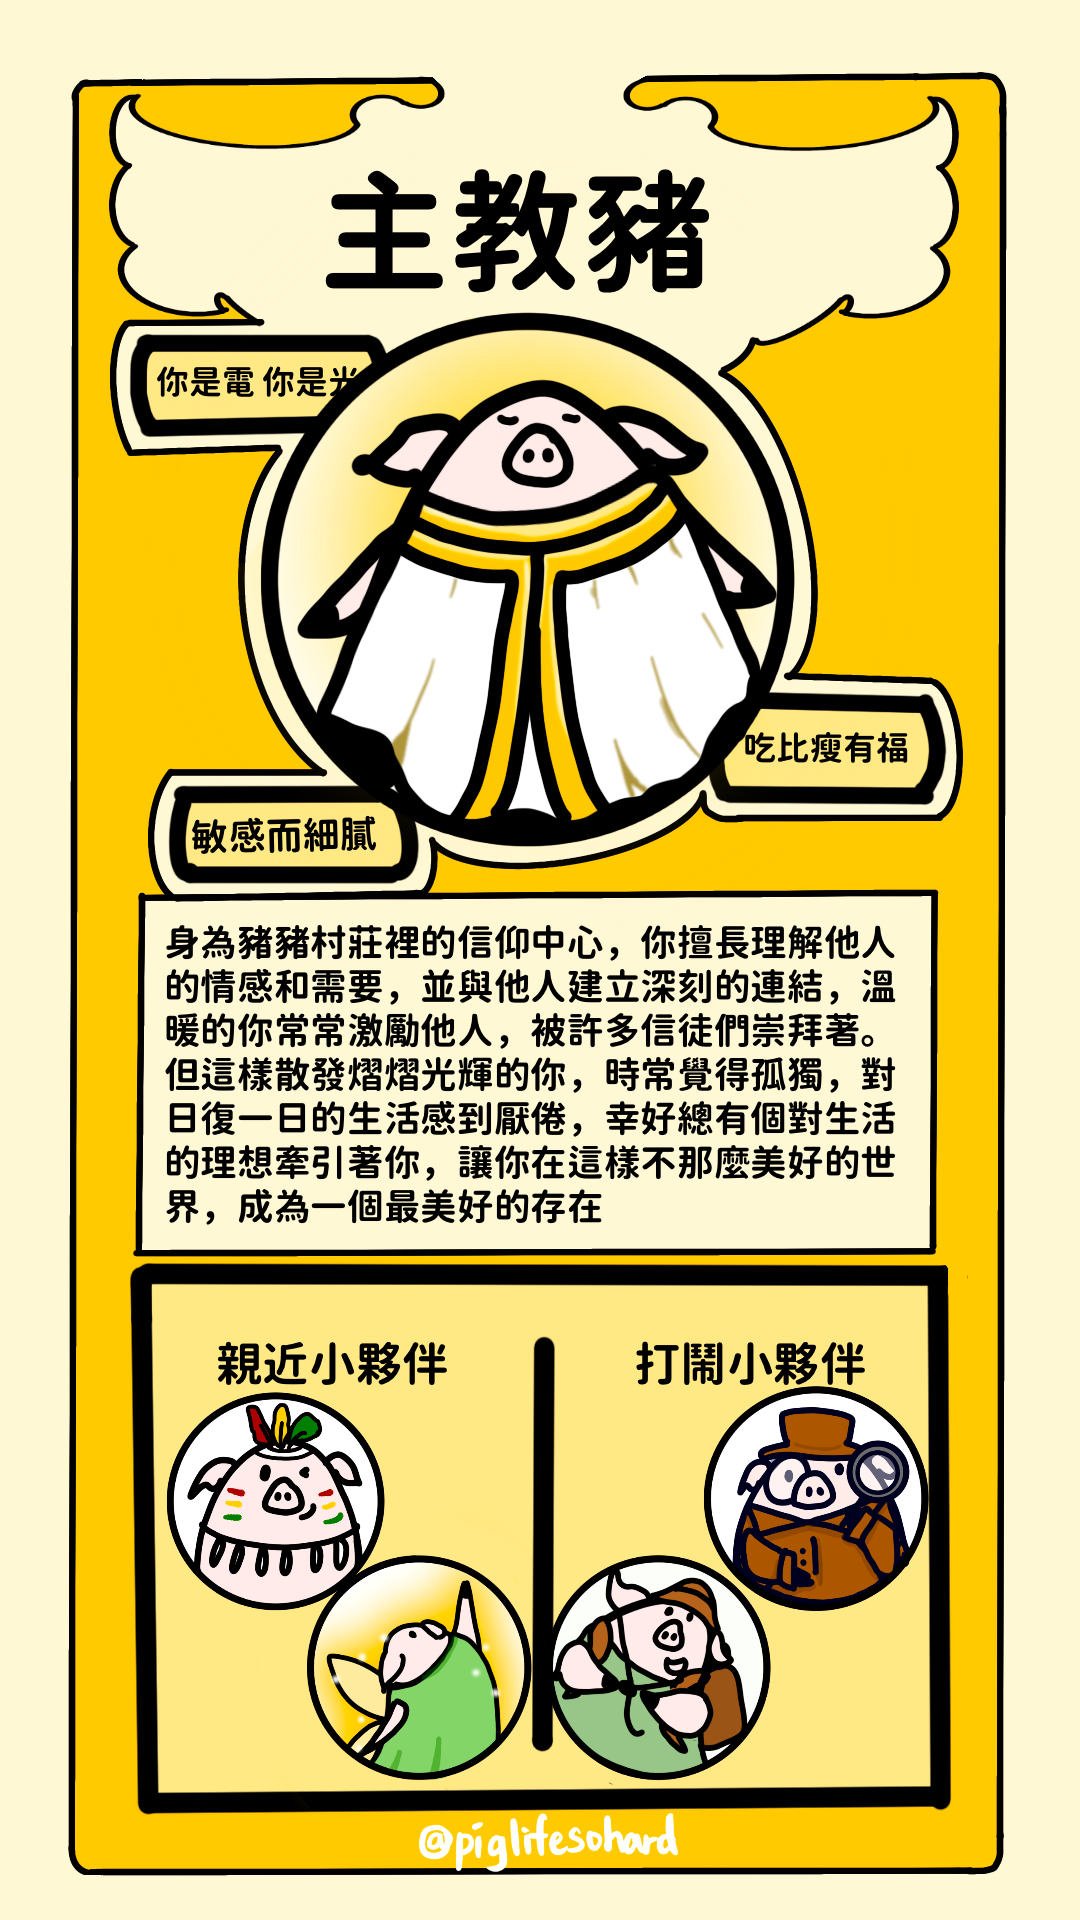 主教豬
你是電 你是光
吃比瘦有福
敏感而細膩
身為豬豬村莊裡的信仰中心，你擅長理解他人
的情感和需要，並與他人建立深刻的連結，溫
暖的你常常激勵他人，被許多信徒們崇拜著。
但這樣散發熠熠光輝的你，時常覺得孤獨，對
日復一日的生活感到厭倦，幸好總有個對生活
的理想牽引著你，讓你在這樣不那麼美好的世
界，成為一個最美好的存在
親近小夥伴
打鬧小夥伴
@piglifesohard